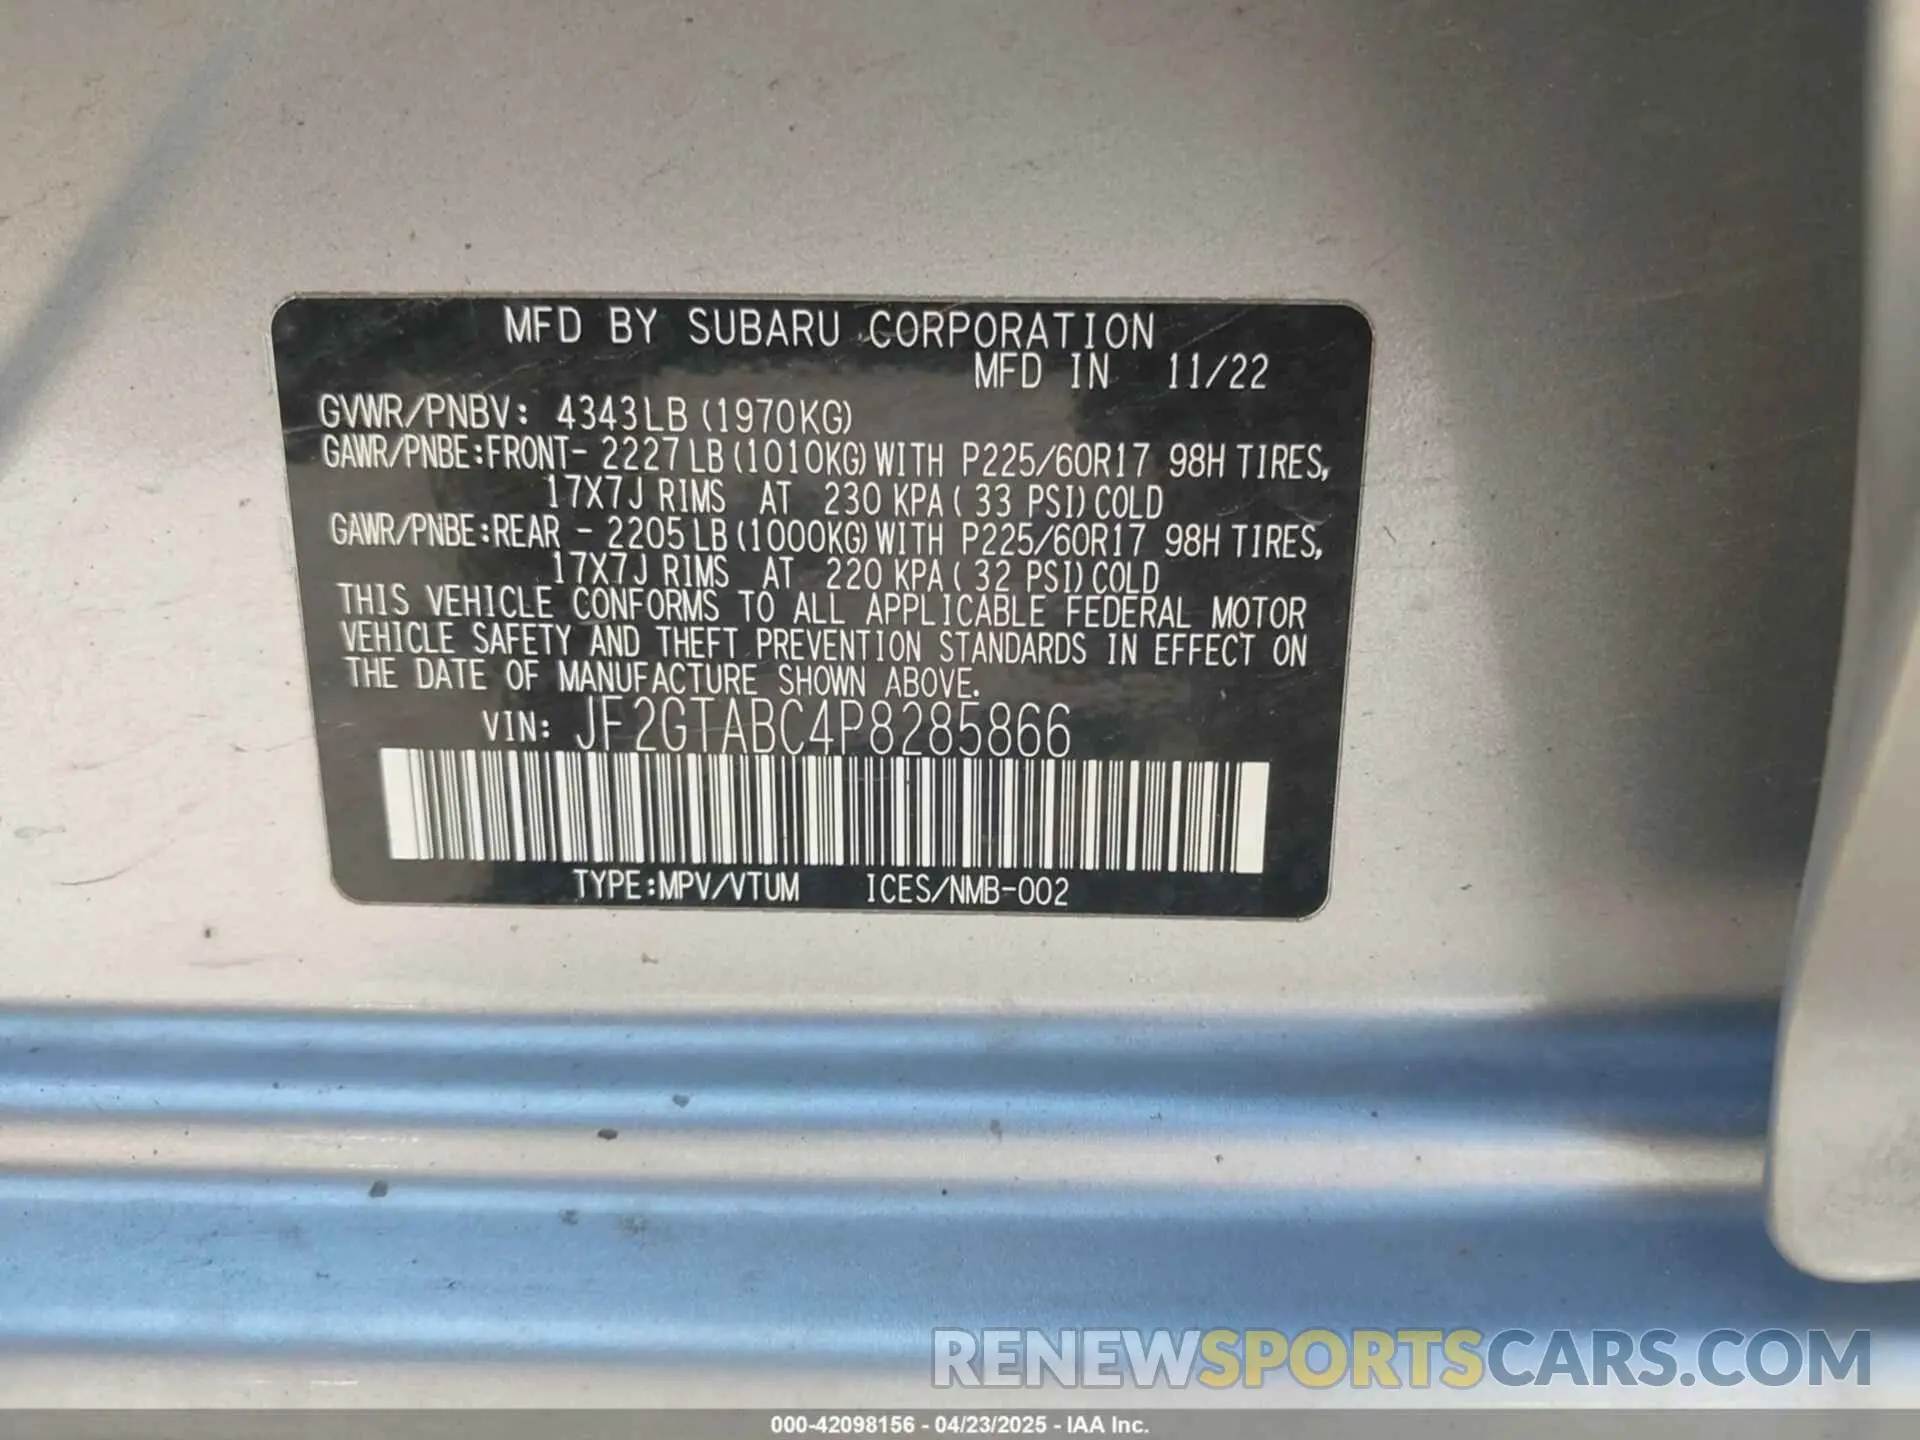 MFD BY SUBARU CORPORATION
MFD IN 11/22
GVWR/PNBV: 4343LB(1970KG)
GAWR/PNBE:FRONT- 2227LB(1010KG)WITH P225/60R17 98H TIRES,
17X7J RIMS AT 230 KPA( 33 PSI)COLD
GAWR/PNBE:REAR - 2205LB(1000KG)WITH P225/60R17 98H TIRES,
17X7J RIMS AT 220 KPA( 32 PSI)COLD
THIS VEHICLE CONFORMS TO ALL APPLICABLE FEDERAL MOTOR
VEHICLE SAFETY AND THEFT PREVENTION STANDARDS IN EFFECT ON
THE DATE OF MANUFACTURE SHOWN ABOVE.
VIN: JF2GTABC4P8285866
TYPE:MPV/VTUM ICES/NMB-002
RENEWSPORTSCARS.COM
000-42098156 - 04/23/2025 - IAA Inc.